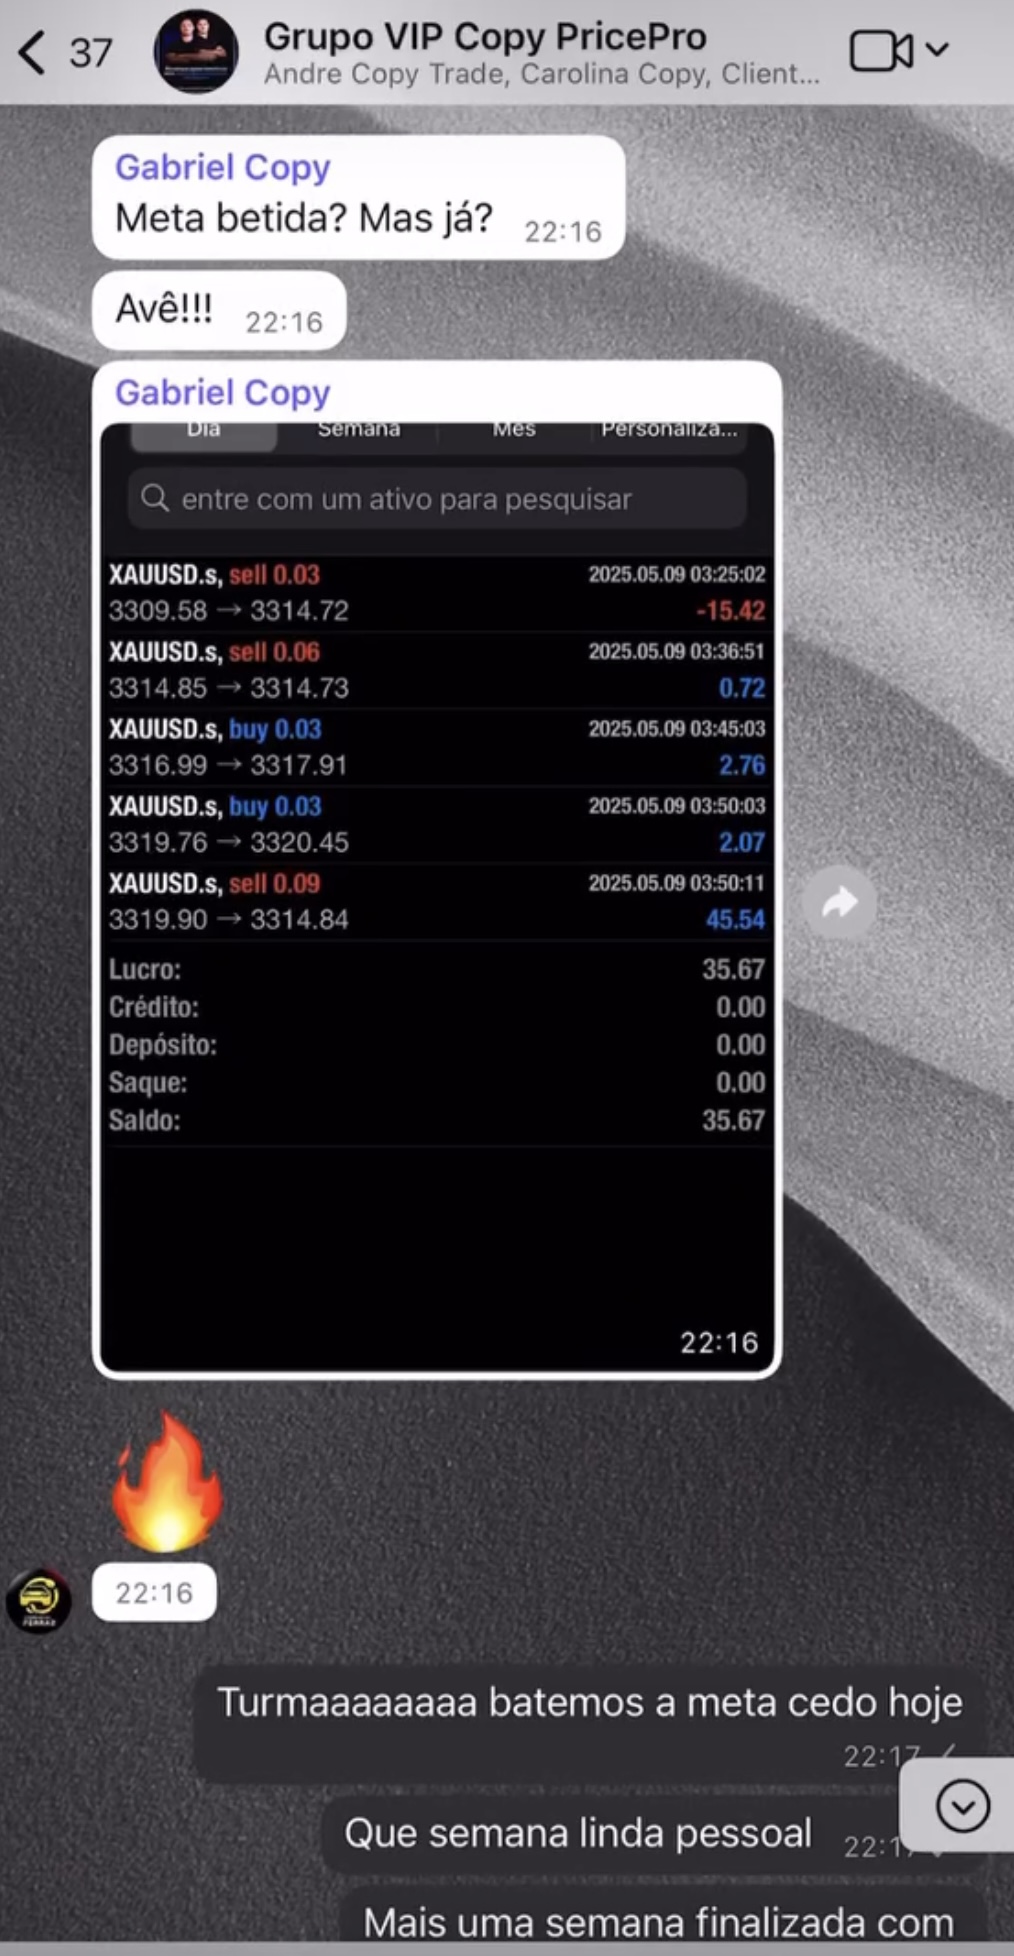 37
Grupo VIP Copy PricePro
Andre Copy Trade, Carolina Copy, Client...
Gabriel Copy
Meta betida? Mas já?
22:16
Avê!!!
22:16
Gabriel Copy
Dia Semana Mês Personaliza...
entre com um ativo para pesquisar
XAUUSD.s, sell 0.03 2025.05.09 03:25:02
3309.58 → 3314.72 -15.42
XAUUSD.s, sell 0.06 2025.05.09 03:36:51
3314.85 → 3314.73 0.72
XAUUSD.s, buy 0.03 2025.05.09 03:45:03
3316.99 → 3317.91 2.76
XAUUSD.s, buy 0.03 2025.05.09 03:50:03
3319.76 → 3320.45 2.07
XAUUSD.s, sell 0.09 2025.05.09 03:50:11
3319.90 → 3314.84 45.54
Lucro: 35.67
Crédito: 0.00
Depósito: 0.00
Saque: 0.00
Saldo: 35.67
22:16
22:16
FERRAZ
Turmaaaaaaaa batemos a meta cedo hoje
22:17
Que semana linda pessoal
Mais uma semana finalizada com